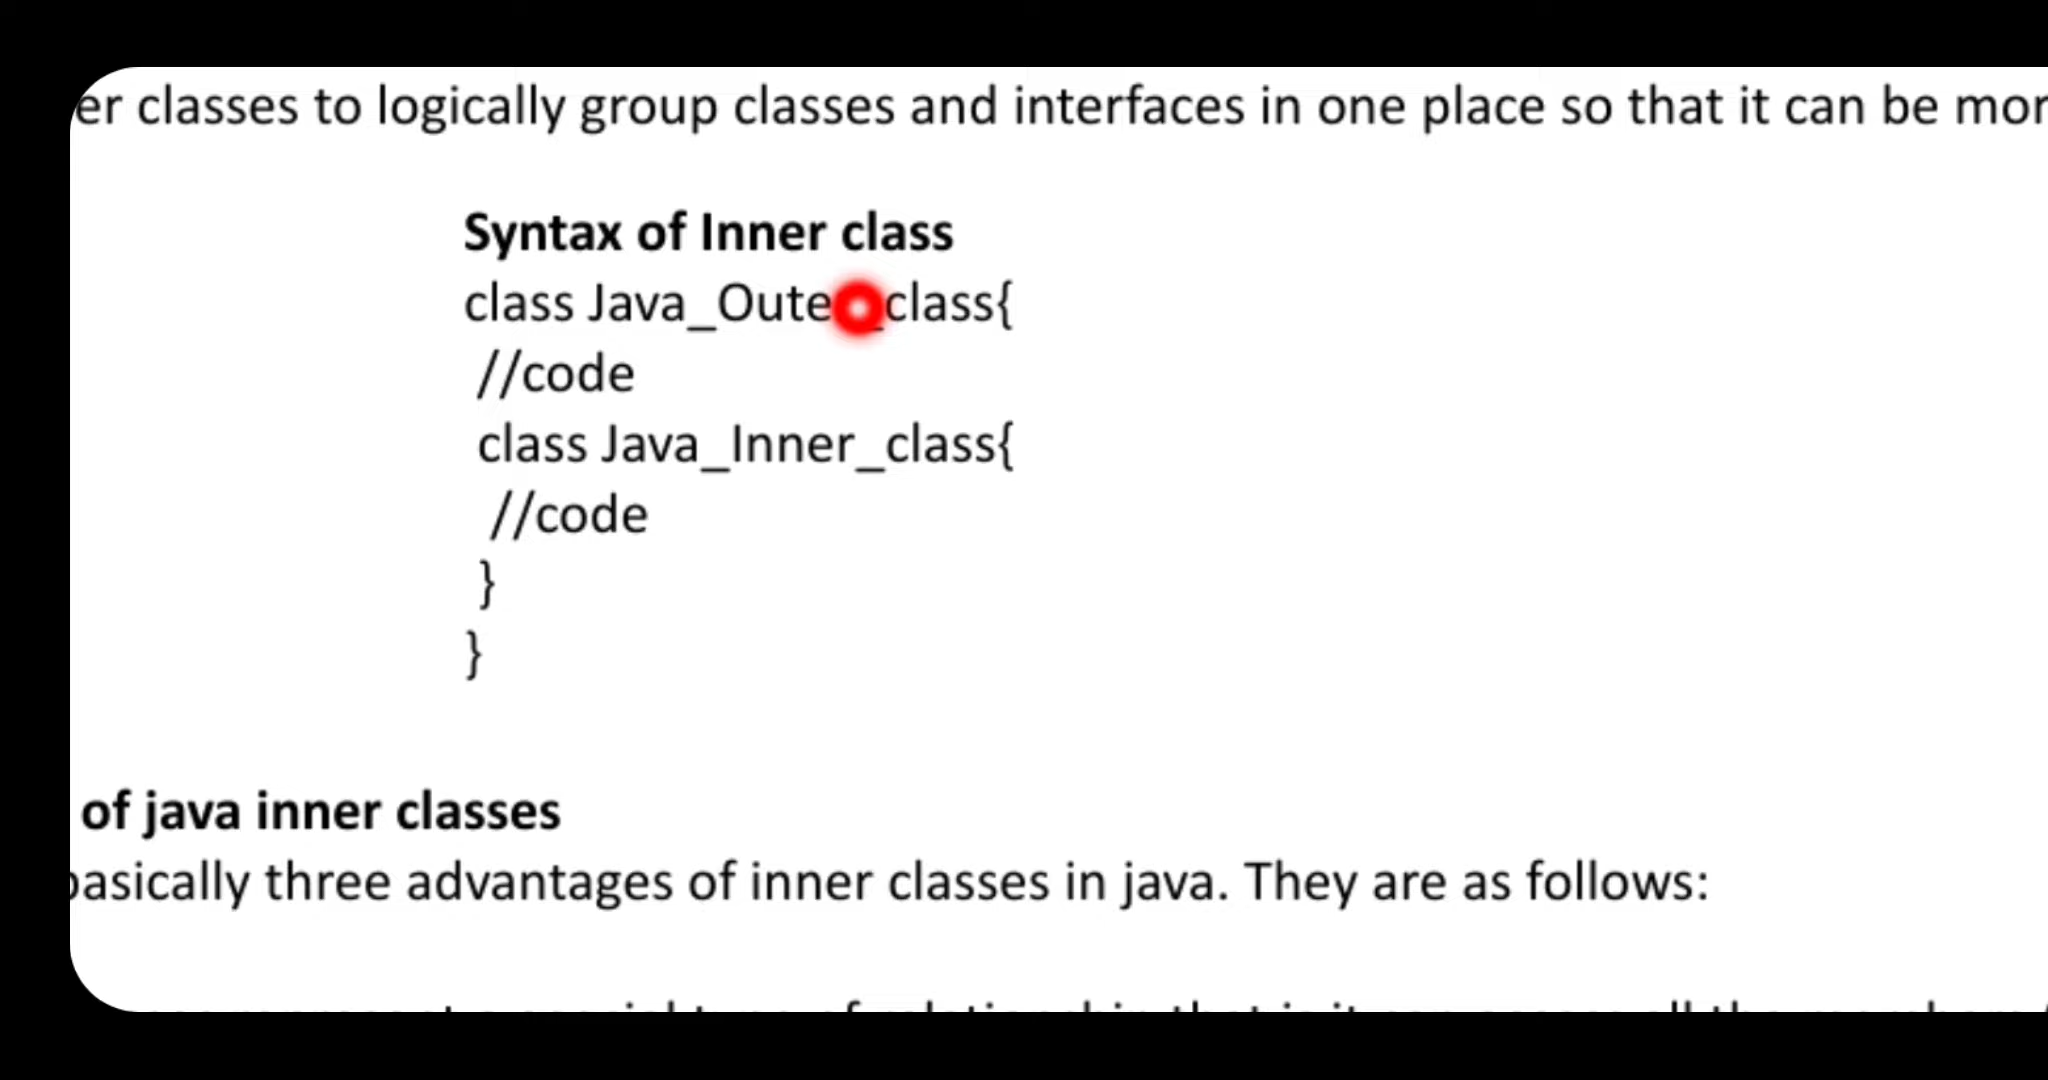 er classes to logically group classes and interfaces in one place so that it can be mor
Syntax of Inner class
class Java_Oute class{
//code
class Java_Inner_class{
//code
}
}
of java inner classes
basically three advantages of inner classes in java. They are as follows: